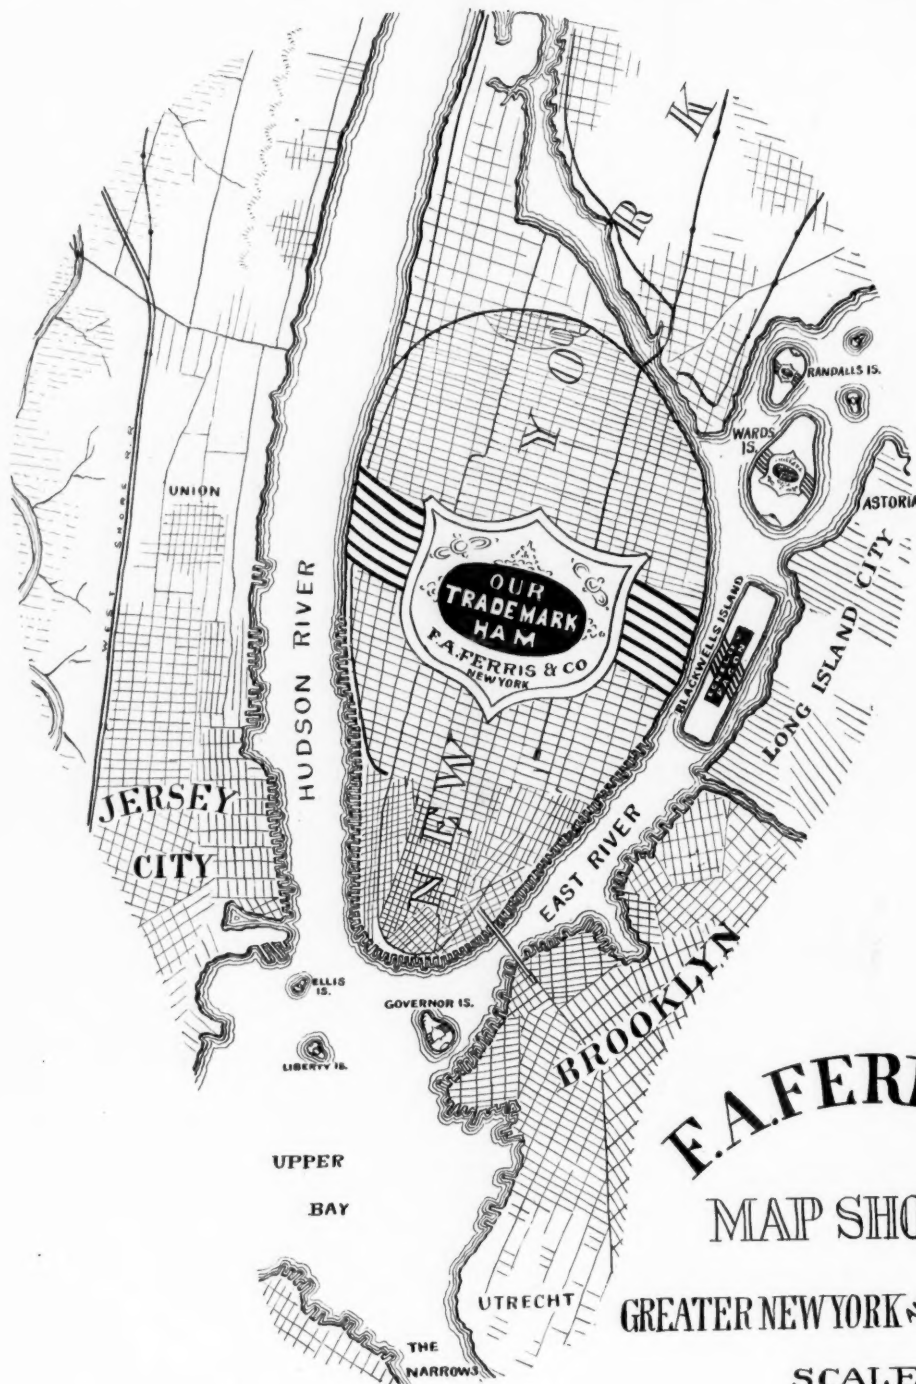 NEW YORK
RANDALLS IS.
WARDS
IS.
ASTORIA
UNION
WEST SHORE R.R.
HUDSON RIVER
OUR
TRADEMARK
HAM
F.A.FERRIS & CO
NEW YORK
BLACKWELLS ISLAND
LONG ISLAND CITY
JERSEY
CITY
EAST RIVER
BROOKLYN
ELLIS
IS.
GOVERNOR IS.
LIBERTY IS.
UPPER
BAY
UTRECHT
THE
NARROWS
F.A.FER
MAP SHO
GREATER NEW YORK
SCALE